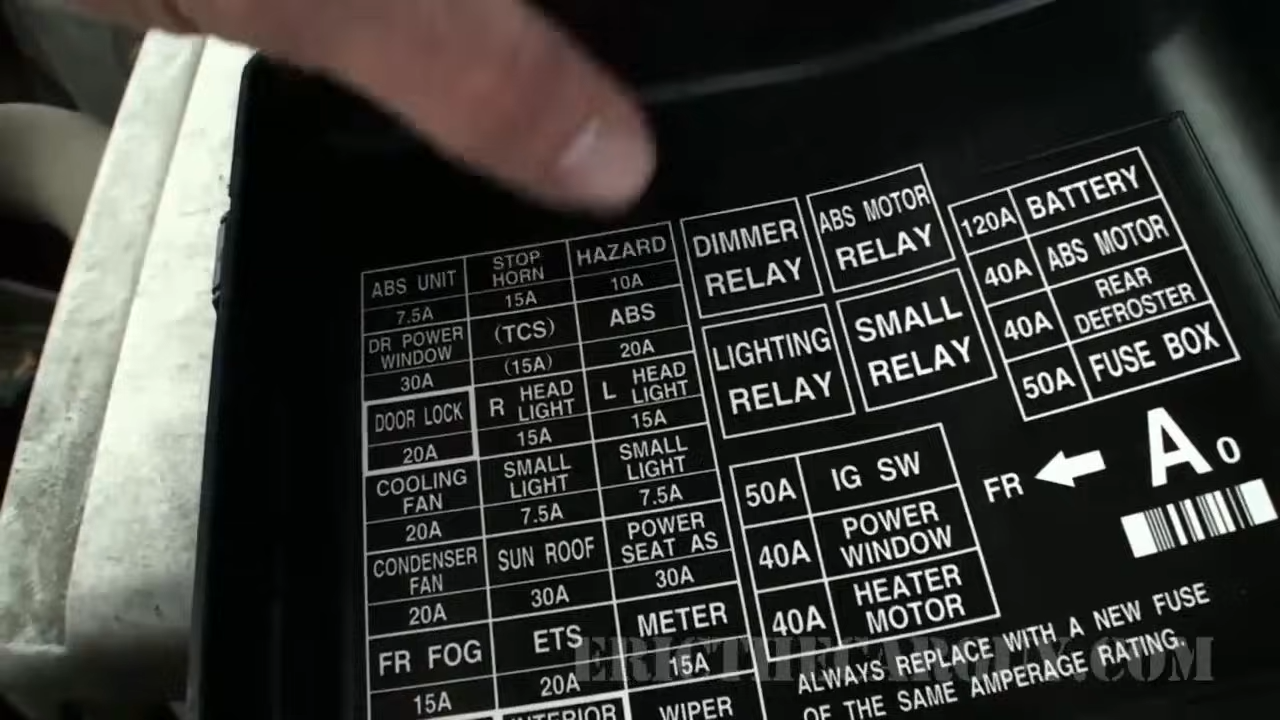 ABS UNIT
7.5A
STOP
HORN
15A
HAZARD
10A
DR POWER
WINDOW
30A
(TCS)
(15A)
ABS
20A
DOOR LOCK
20A
R HEAD
LIGHT
15A
L HEAD
LIGHT
15A
COOLING
FAN
20A
SMALL
LIGHT
7.5A
SMALL
LIGHT
7.5A
CONDENSER
FAN
20A
SUN ROOF
30A
POWER
SEAT AS
30A
FR FOG
15A
ETS
20A
METER
15A
INTERIOR
WIPER
DIMMER
RELAY
ABS MOTOR
RELAY
LIGHTING
RELAY
SMALL
RELAY
120A BATTERY
40A ABS MOTOR
40A REAR
DEFROSTER
50A FUSE BOX
50A IG SW
40A POWER
WINDOW
40A HEATER
MOTOR
FR
A0
ALWAYS REPLACE WITH A NEW FUSE
OF THE SAME AMPERAGE RATING.
ERICTHECARGUY.COM